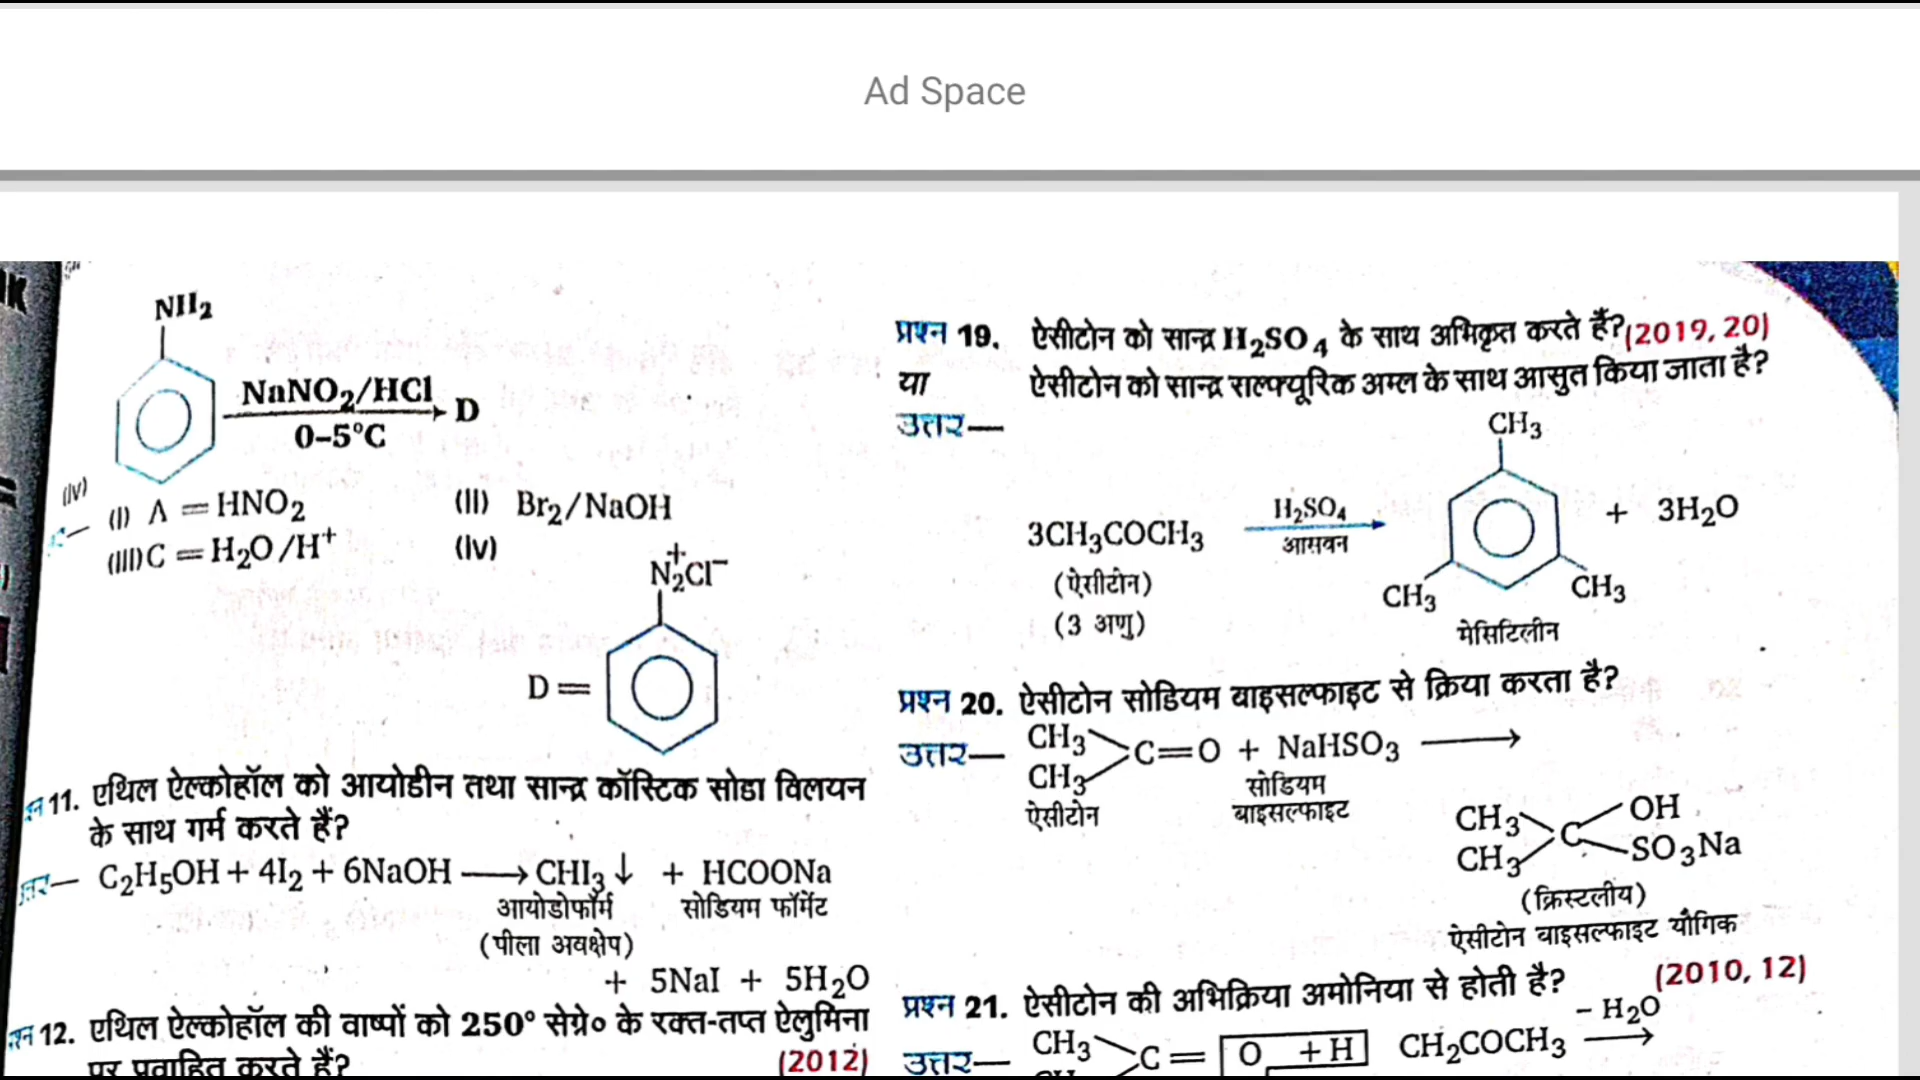 Ad Space
NH₂
NaNO₂/HCl
D
0–5°C
(iv)
(I) A = HNO₂ (II) Br₂/NaOH
(III) C = H₂O/H⁺ (Iv)
N₂⁺Cl⁻
D =
11. एथिल ऐल्कोहॉल को आयोडीन तथा सान्द्र कॉस्टिक सोडा विलयन
के साथ गर्म करते हैं?
C₂H₅OH + 4I₂ + 6NaOH ⟶ CHI₃↓ + HCOONa
आयोडोफॉर्म सोडियम फॉर्मेट
(पीला अवक्षेप)
+ 5NaI + 5H₂O
12. एथिल ऐल्कोहॉल की वाष्पों को 250° सेग्रे० के रक्त-तप्त ऐलुमिना
पर प्रवाहित करते हैं? (2012)
प्रश्न 19. ऐसीटोन को सान्द्र H₂SO₄ के साथ अभिकृत करते हैं? (2019, 20)
या ऐसीटोन को सान्द्र सल्फ्यूरिक अम्ल के साथ आसुत किया जाता है?
उत्तर—
CH₃
3CH₃COCH₃ H₂SO₄ + 3H₂O
आसवन
(ऐसीटोन) CH₃ CH₃
(3 अणु) मेसिटिलीन
प्रश्न 20. ऐसीटोन सोडियम बाइसल्फाइट से क्रिया करता है?
उत्तर— CH₃
C=O + NaHSO₃ ⟶
CH₃
सोडियम
ऐसीटोन बाइसल्फाइट
CH₃ OH
C
CH₃ SO₃Na
(क्रिस्टलीय)
ऐसीटोन बाइसल्फाइट यौगिक
प्रश्न 21. ऐसीटोन की अभिक्रिया अमोनिया से होती है? (2010, 12)
– H₂O
उत्तर— CH₃
C = O + H CH₂COCH₃ ⟶